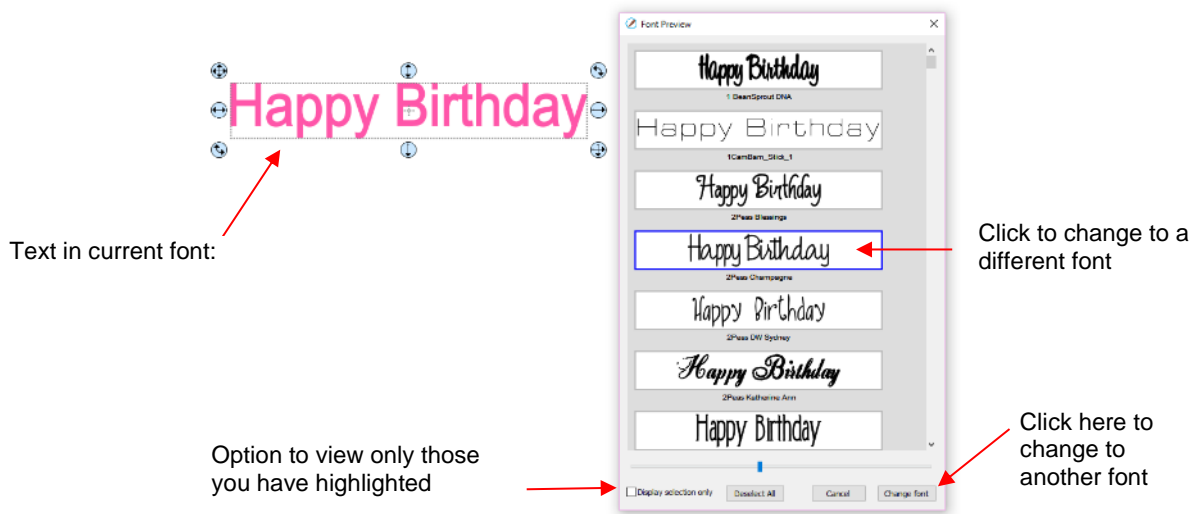 Happy Birthday
Text in current font:
Option to view only those
you have highlighted
Font Preview
Happy Birthday
1 BeanSprout DNA
Happy Birthday
1CamBam_Stick_1
Happy Birthday
2Peas Blessings
Happy Birthday
2Peas Champagne
Happy Birthday
2Peas DW Sydney
Happy Birthday
2Peas Katherine Ann
Happy Birthday
Display selection only
Deselect All
Cancel
Change font
Click to change to a
different font
Click here to
change to
another font